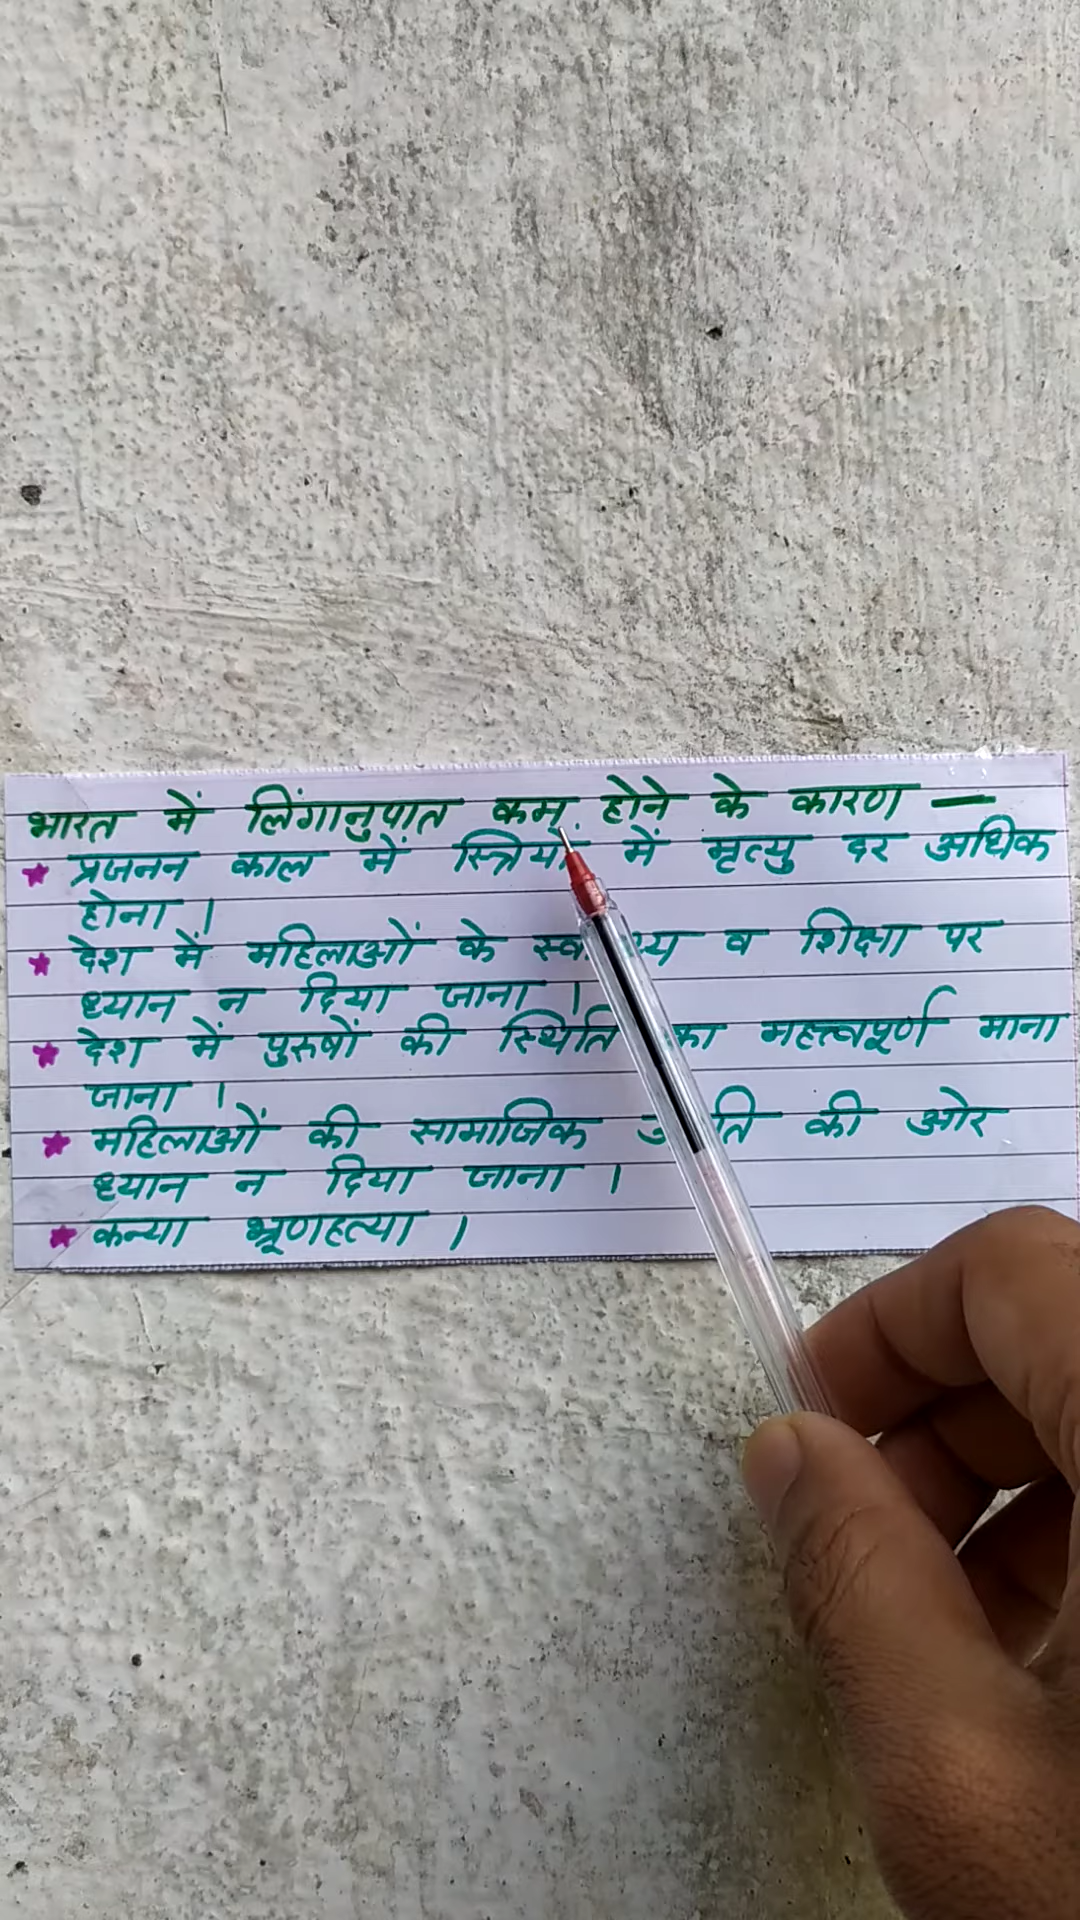 भारत में लिंगानुपात कम होने के कारण —
★ प्रजनन काल में स्त्रियों में मृत्यु दर अधिक
होना ।
★ देश में महिलाओं के व शिक्षा पर
ध्यान न दिया जाना ।
★ देश में पुरुषों की स्थिति का महत्त्वपूर्ण माना
जाना ।
★ महिलाओं की सामाजिक की ओर
ध्यान न दिया जाना ।
★ कन्या भ्रूणहत्या ।